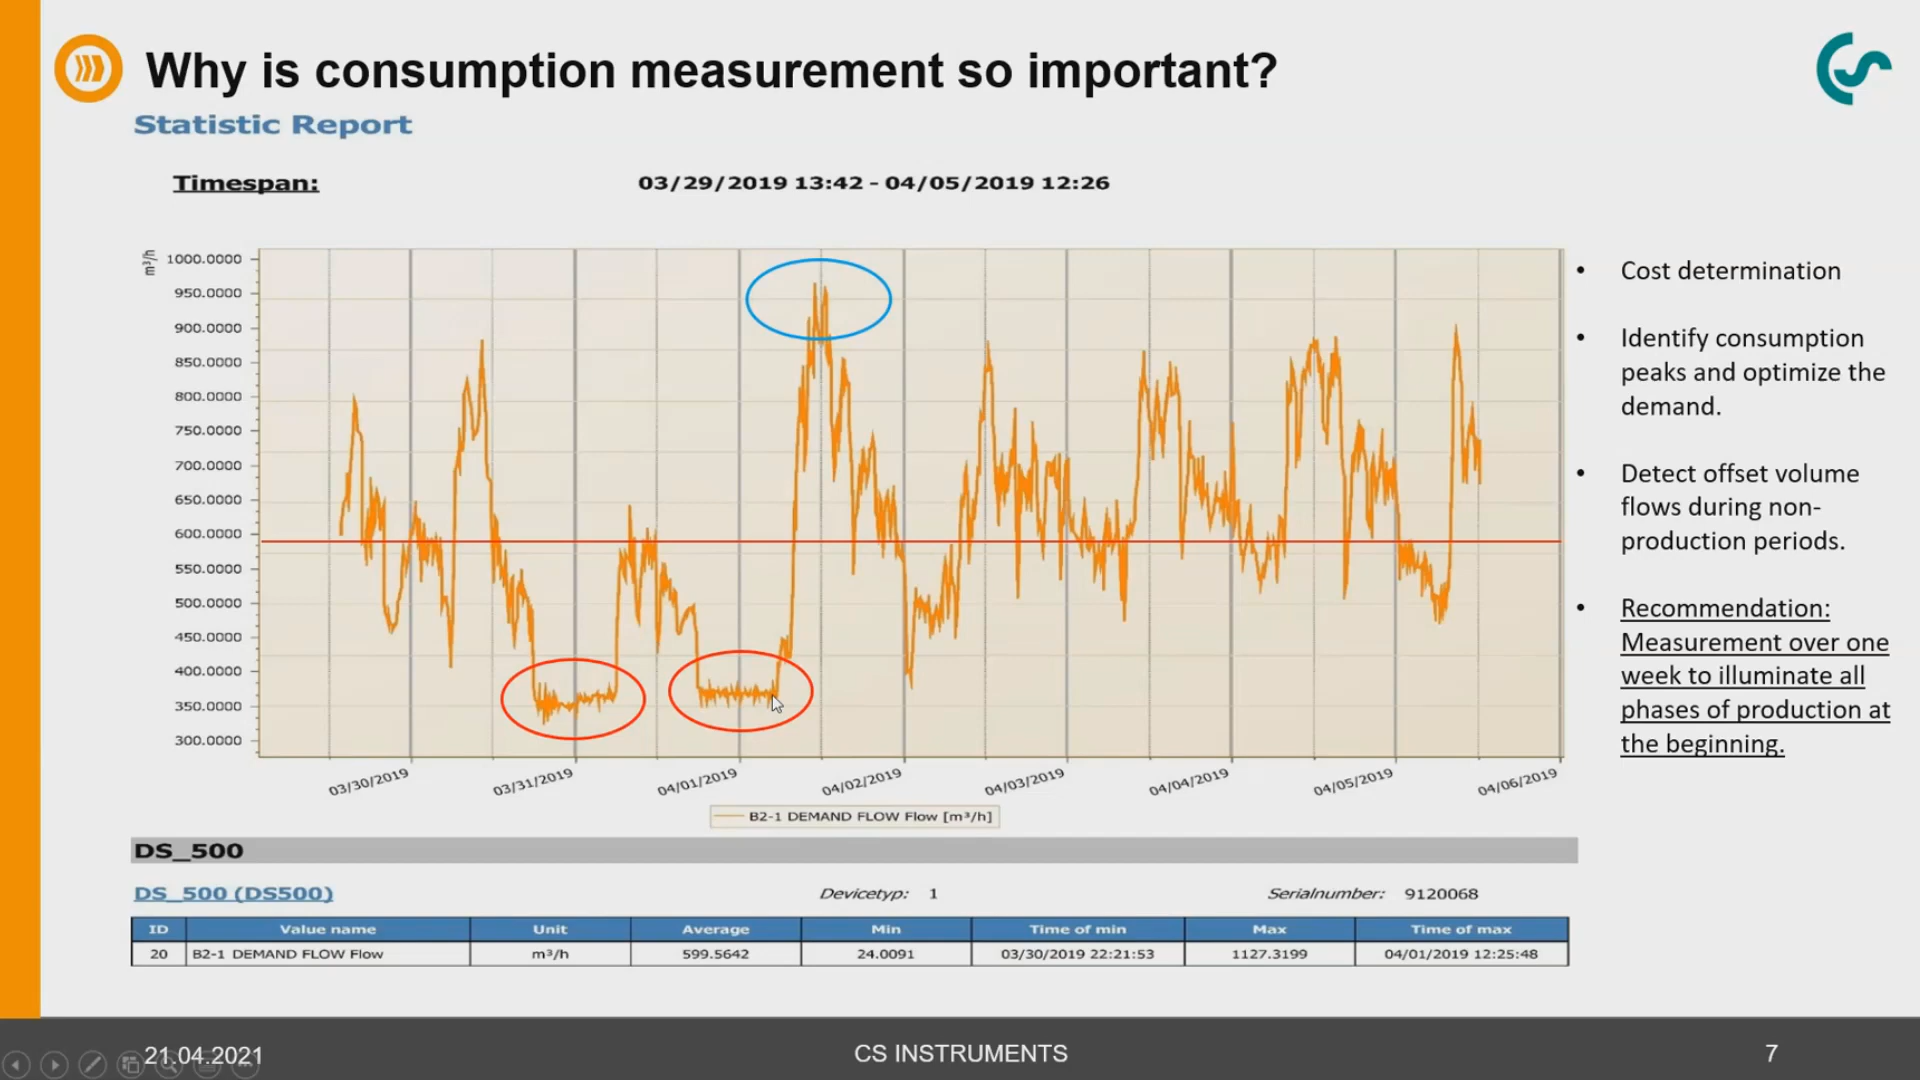 Why is consumption measurement so important?
Statistic Report
Timespan:
03/29/2019 13:42 - 04/05/2019 12:26
m³/h
1000.0000
950.0000
900.0000
850.0000
800.0000
750.0000
700.0000
650.0000
600.0000
550.0000
500.0000
450.0000
400.0000
350.0000
300.0000
03/30/2019
03/31/2019
04/01/2019
04/02/2019
04/03/2019
04/04/2019
04/05/2019
04/06/2019
B2-1 DEMAND FLOW Flow [m³/h]
• Cost determination
• Identify consumption
peaks and optimize the
demand.
• Detect offset volume
flows during non-
production periods.
• Recommendation:
Measurement over one
week to illuminate all
phases of production at
the beginning.
DS_500
DS_500 (DS500)
Devicetyp: 1
Serialnumber: 9120068
ID Value name Unit Average Min Time of min Max Time of max
20 B2-1 DEMAND FLOW Flow m³/h 599.5642 24.0091 03/30/2019 22:21:53 1127.3199 04/01/2019 12:25:48
21.04.2021
CS INSTRUMENTS
7